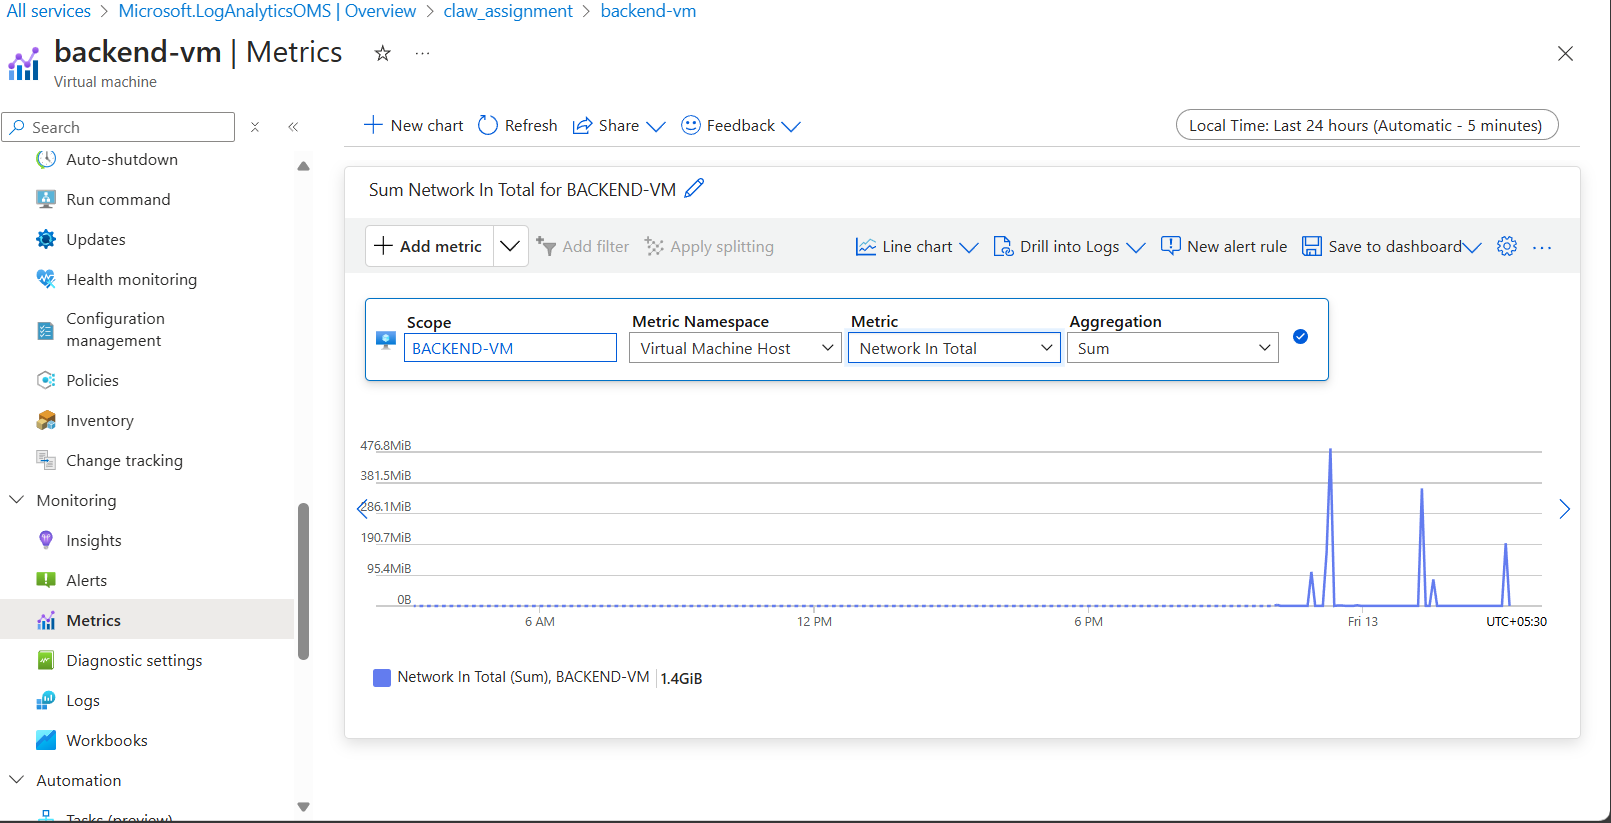 All services > Microsoft.LogAnalyticsOMS | Overview > claw_assignment > backend-vm
backend-vm | Metrics
Virtual machine
Search
Auto-shutdown
Run command
Updates
Health monitoring
Configuration
management
Policies
Inventory
Change tracking
Monitoring
Insights
Alerts
Metrics
Diagnostic settings
Logs
Workbooks
Automation
Tasks (preview)
New chart Refresh Share Feedback
Local Time: Last 24 hours (Automatic - 5 minutes)
Sum Network In Total for BACKEND-VM
Add metric Add filter Apply splitting Line chart Drill into Logs New alert rule Save to dashboard
Scope Metric Namespace Metric Aggregation
BACKEND-VM Virtual Machine Host Network In Total Sum
476.8MiB
381.5MiB
286.1MiB
190.7MiB
95.4MiB
0B
6 AM 12 PM 6 PM Fri 13 UTC+05:30
Network In Total (Sum), BACKEND-VM | 1.4GiB